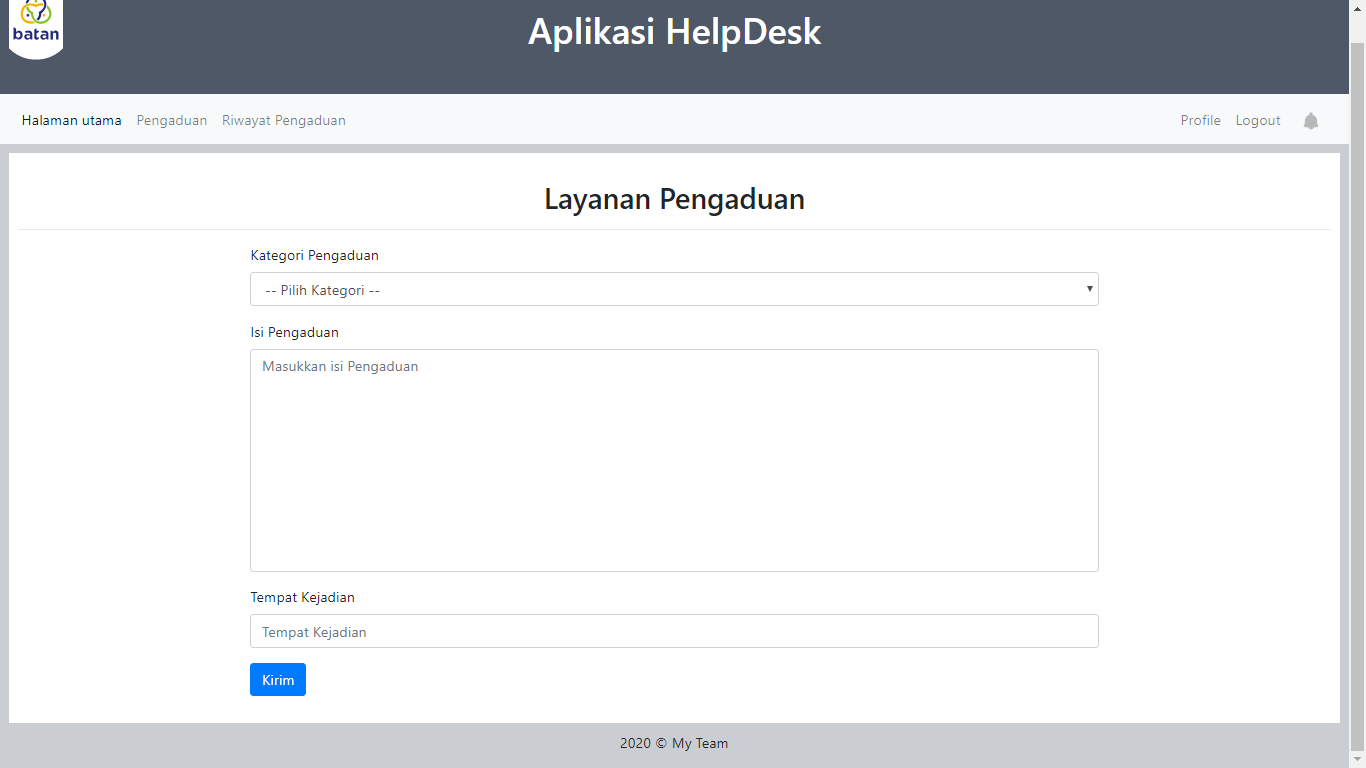 batan
Aplikasi HelpDesk
Halaman utama Pengaduan Riwayat Pengaduan Profile Logout
Layanan Pengaduan
Kategori Pengaduan
-- Pilih Kategori --
Isi Pengaduan
Masukkan isi Pengaduan
Tempat Kejadian
Tempat Kejadian
Kirim
2020 © My Team